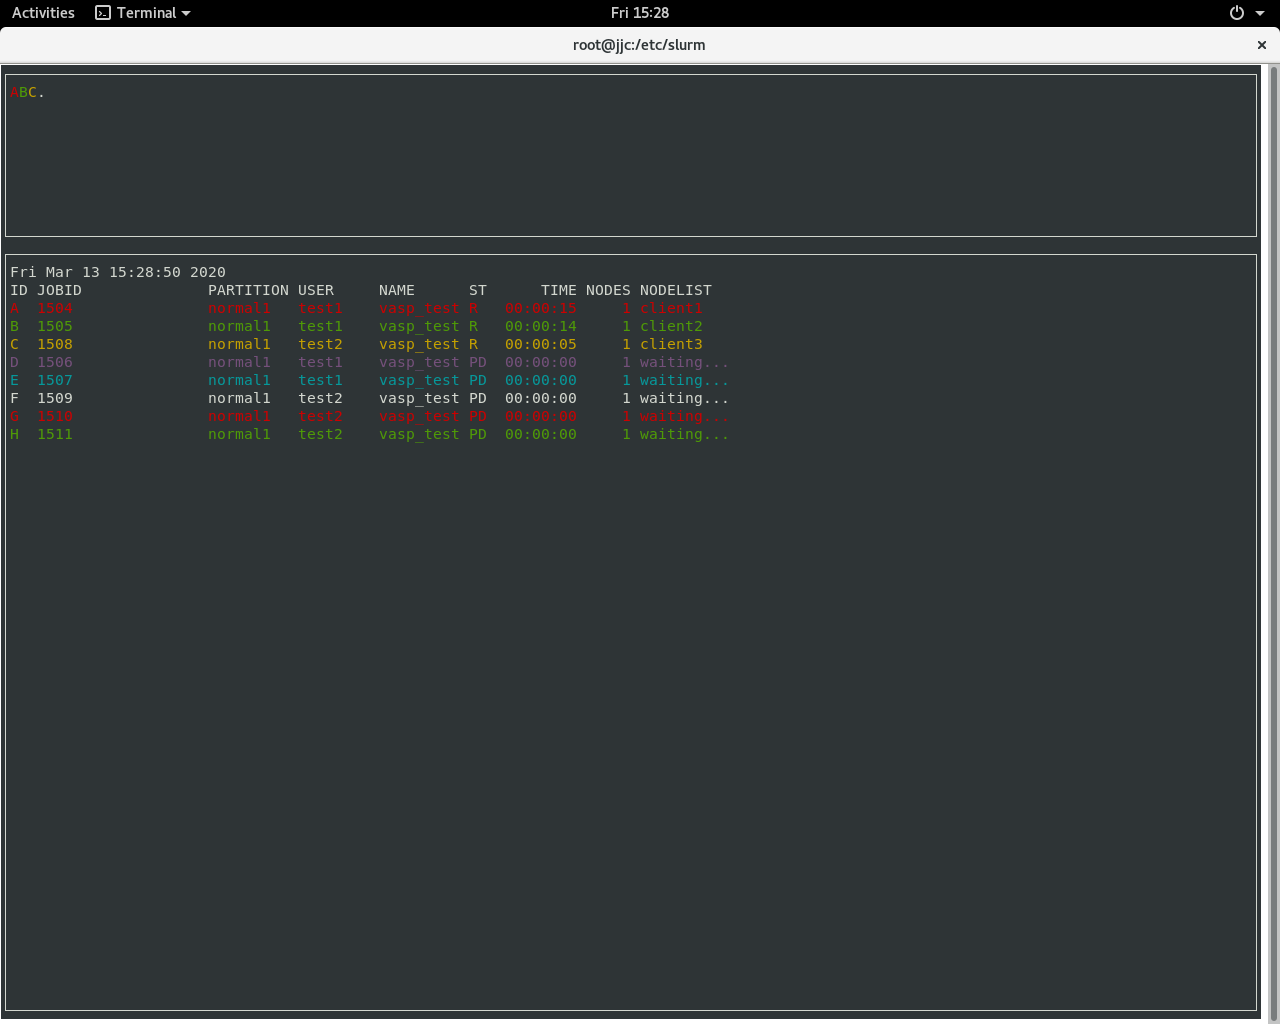 Activities Terminal Fri 15:28
root@jjc:/etc/slurm ×
ABC.
Fri Mar 13 15:28:50 2020
ID JOBID PARTITION USER NAME ST TIME NODES NODELIST
A 1504 normal1 test1 vasp_test R 00:00:15 1 client1
B 1505 normal1 test1 vasp_test R 00:00:14 1 client2
C 1508 normal1 test2 vasp_test R 00:00:05 1 client3
D 1506 normal1 test1 vasp_test PD 00:00:00 1 waiting...
E 1507 normal1 test1 vasp_test PD 00:00:00 1 waiting...
F 1509 normal1 test2 vasp_test PD 00:00:00 1 waiting...
G 1510 normal1 test2 vasp_test PD 00:00:00 1 waiting...
H 1511 normal1 test2 vasp_test PD 00:00:00 1 waiting...